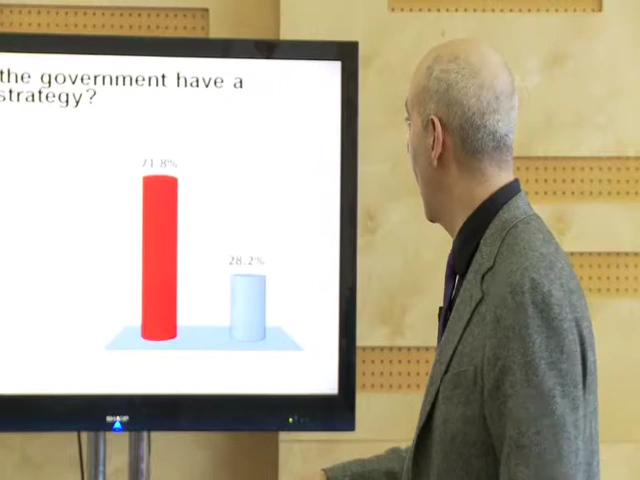 the government have a
strategy?
71.8%
28.2%
SHARP